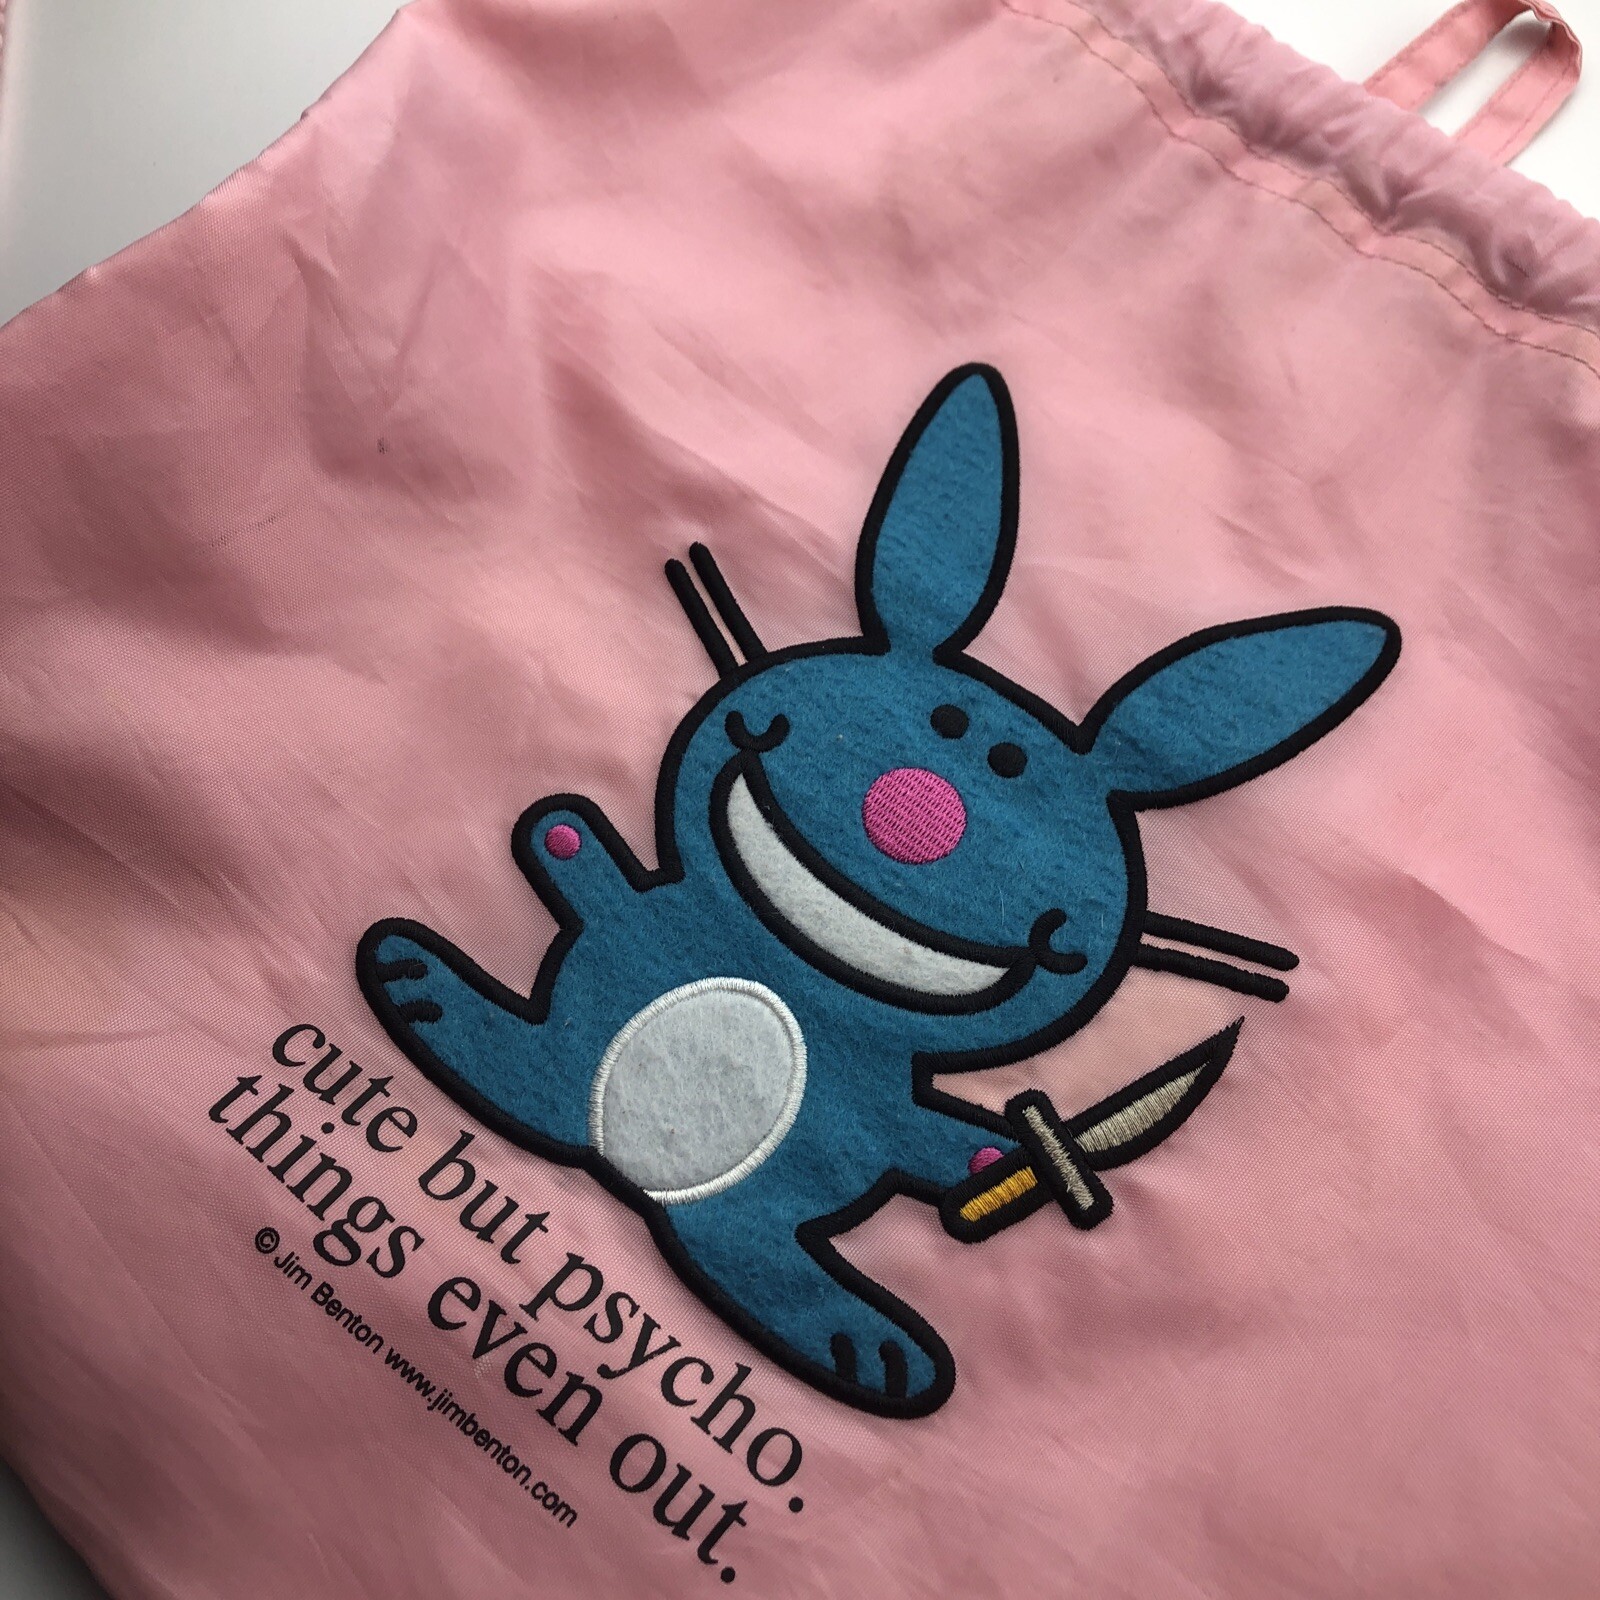 cute but psycho.
things even out.
© Jim Benton www.jimbenton.com